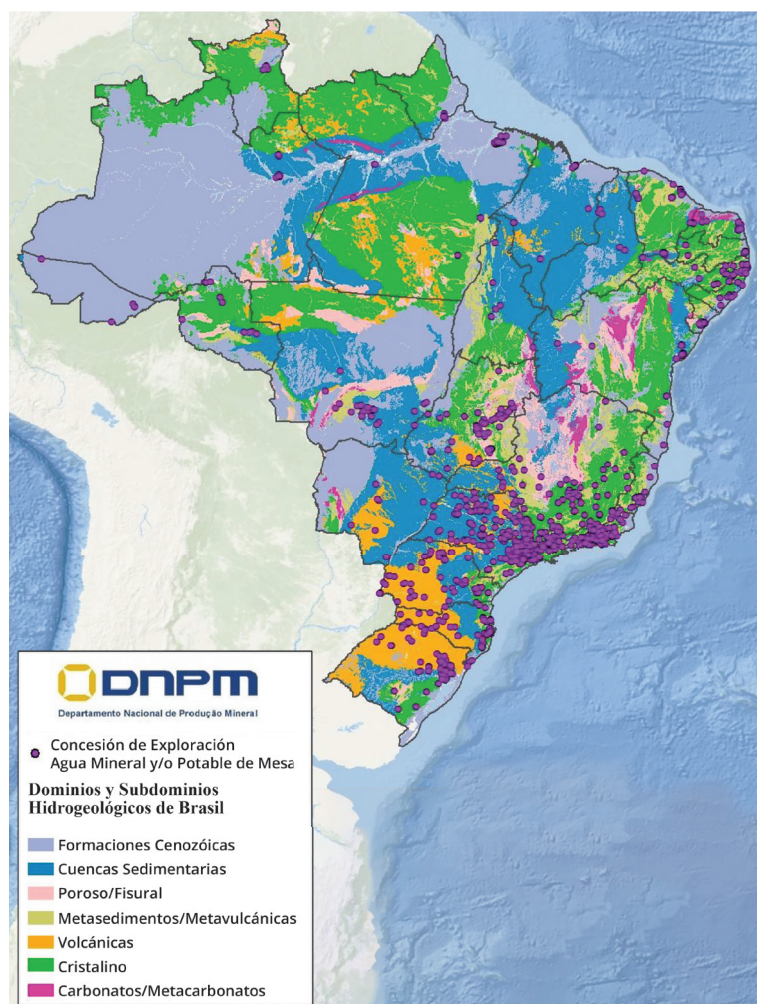 DNPM
Departamento Nacional de Produção Mineral
Concesión de Exploración
Agua Mineral y/o Potable de Mesa
Dominios y Subdominios
Hidrogeológicos de Brasil
Formaciones Cenozóicas
Cuencas Sedimentarias
Poroso/Fisural
Metasedimentos/Metavulcánicas
Volcánicas
Cristalino
Carbonatos/Metacarbonatos